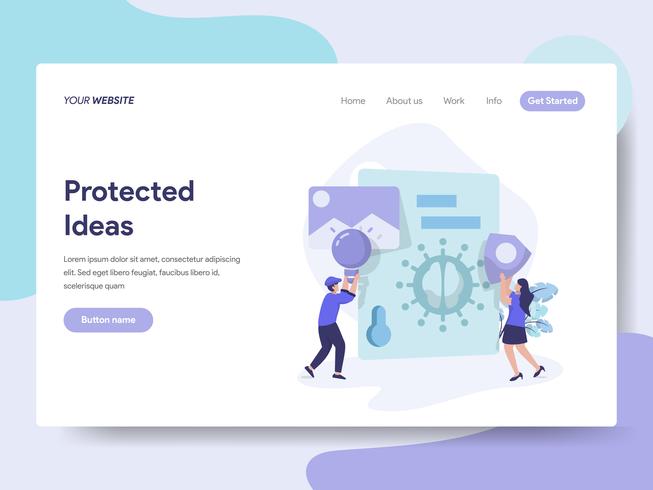 YOUR WEBSITE
Home About us Work Info Get Started
Protected
Ideas
Lorem ipsum dolor sit amet, consectetur adipiscing
elit. Sed eget libero feugiat, faucibus libero id,
scelerisque quam
Button name